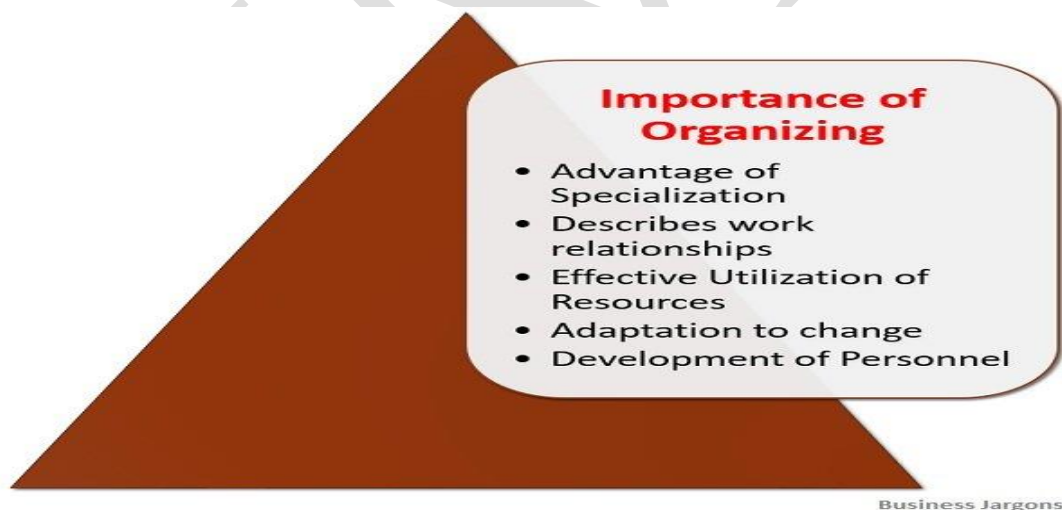 Importance of
Organizing
• Advantage of
Specialization
• Describes work
relationships
• Effective Utilization of
Resources
• Adaptation to change
• Development of Personnel
Business Jargons